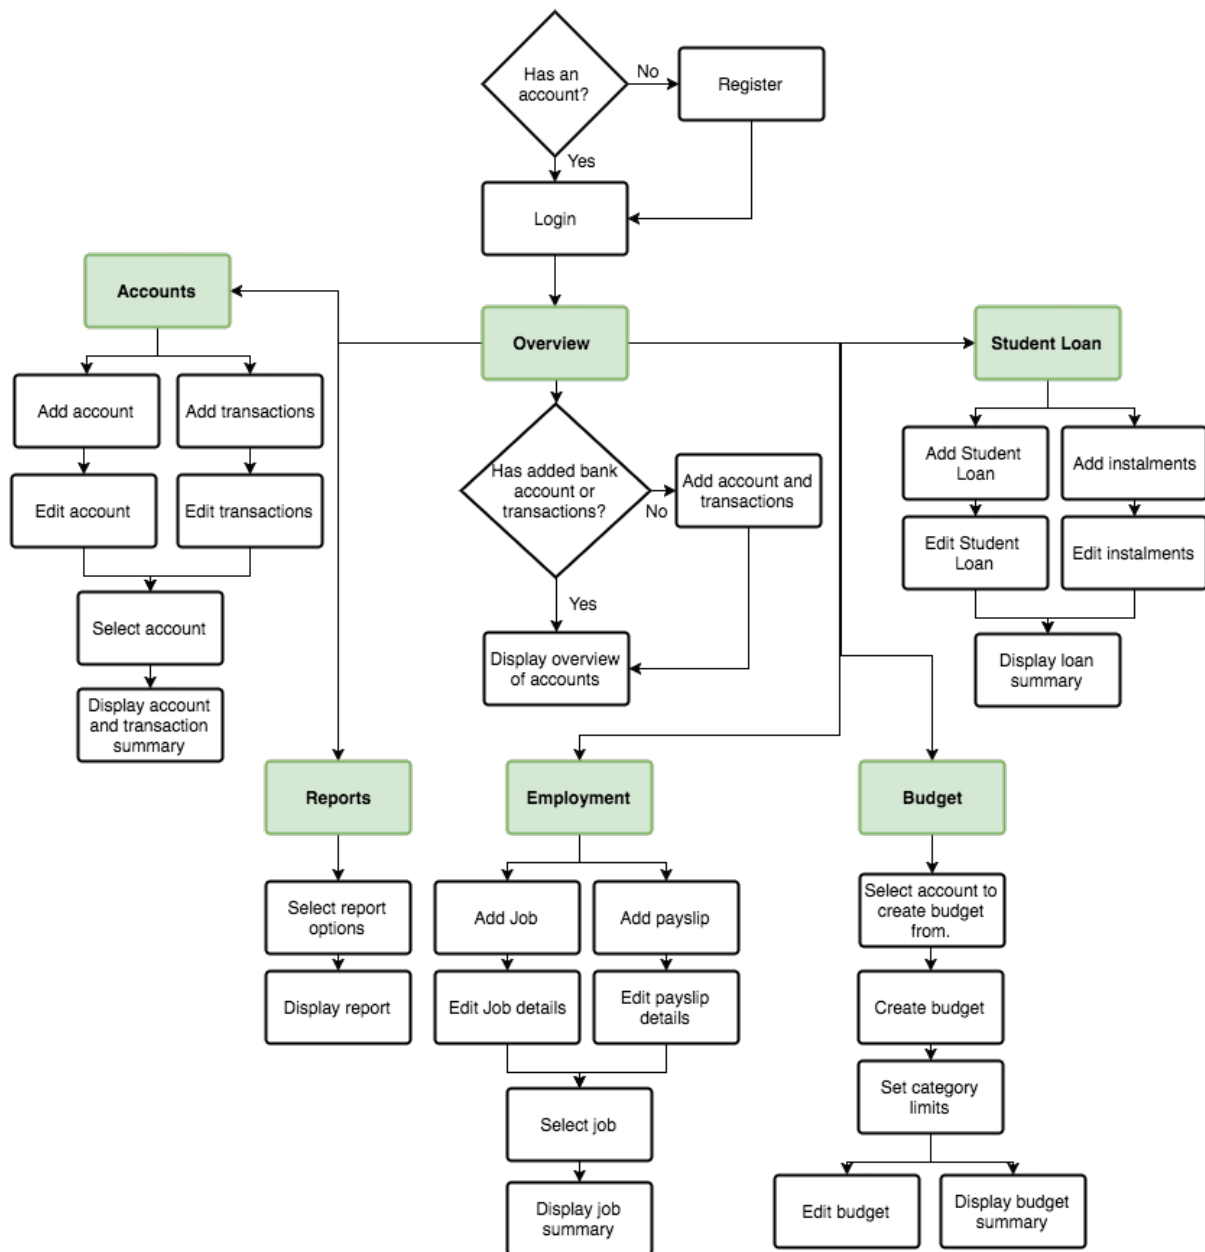 Has an
account?
No
Register
Yes
Login
Accounts
Overview
Student Loan
Add account
Add transactions
Edit account
Edit transactions
Select account
Display account
and transaction
summary
Has added bank
account or
transactions?
No
Add account and
transactions
Yes
Display overview
of accounts
Add Student
Loan
Add instalments
Edit Student
Loan
Edit instalments
Display loan
summary
Reports
Employment
Budget
Select report
options
Display report
Add Job
Add payslip
Edit Job details
Edit payslip
details
Select job
Display job
summary
Select account to
create budget
from.
Create budget
Set category
limits
Edit budget
Display budget
summary